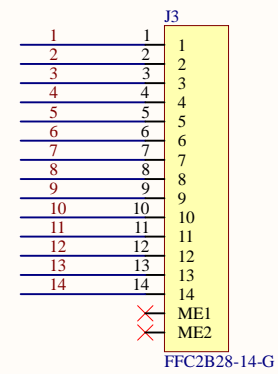 J3
1 1 1
2 2 2
3 3 3
4 4 4
5 5 5
6 6 6
7 7 7
8 8 8
9 9 9
10 10 10
11 11 11
12 12 12
13 13 13
14 14 14
ME1
ME2
FFC2B28-14-G